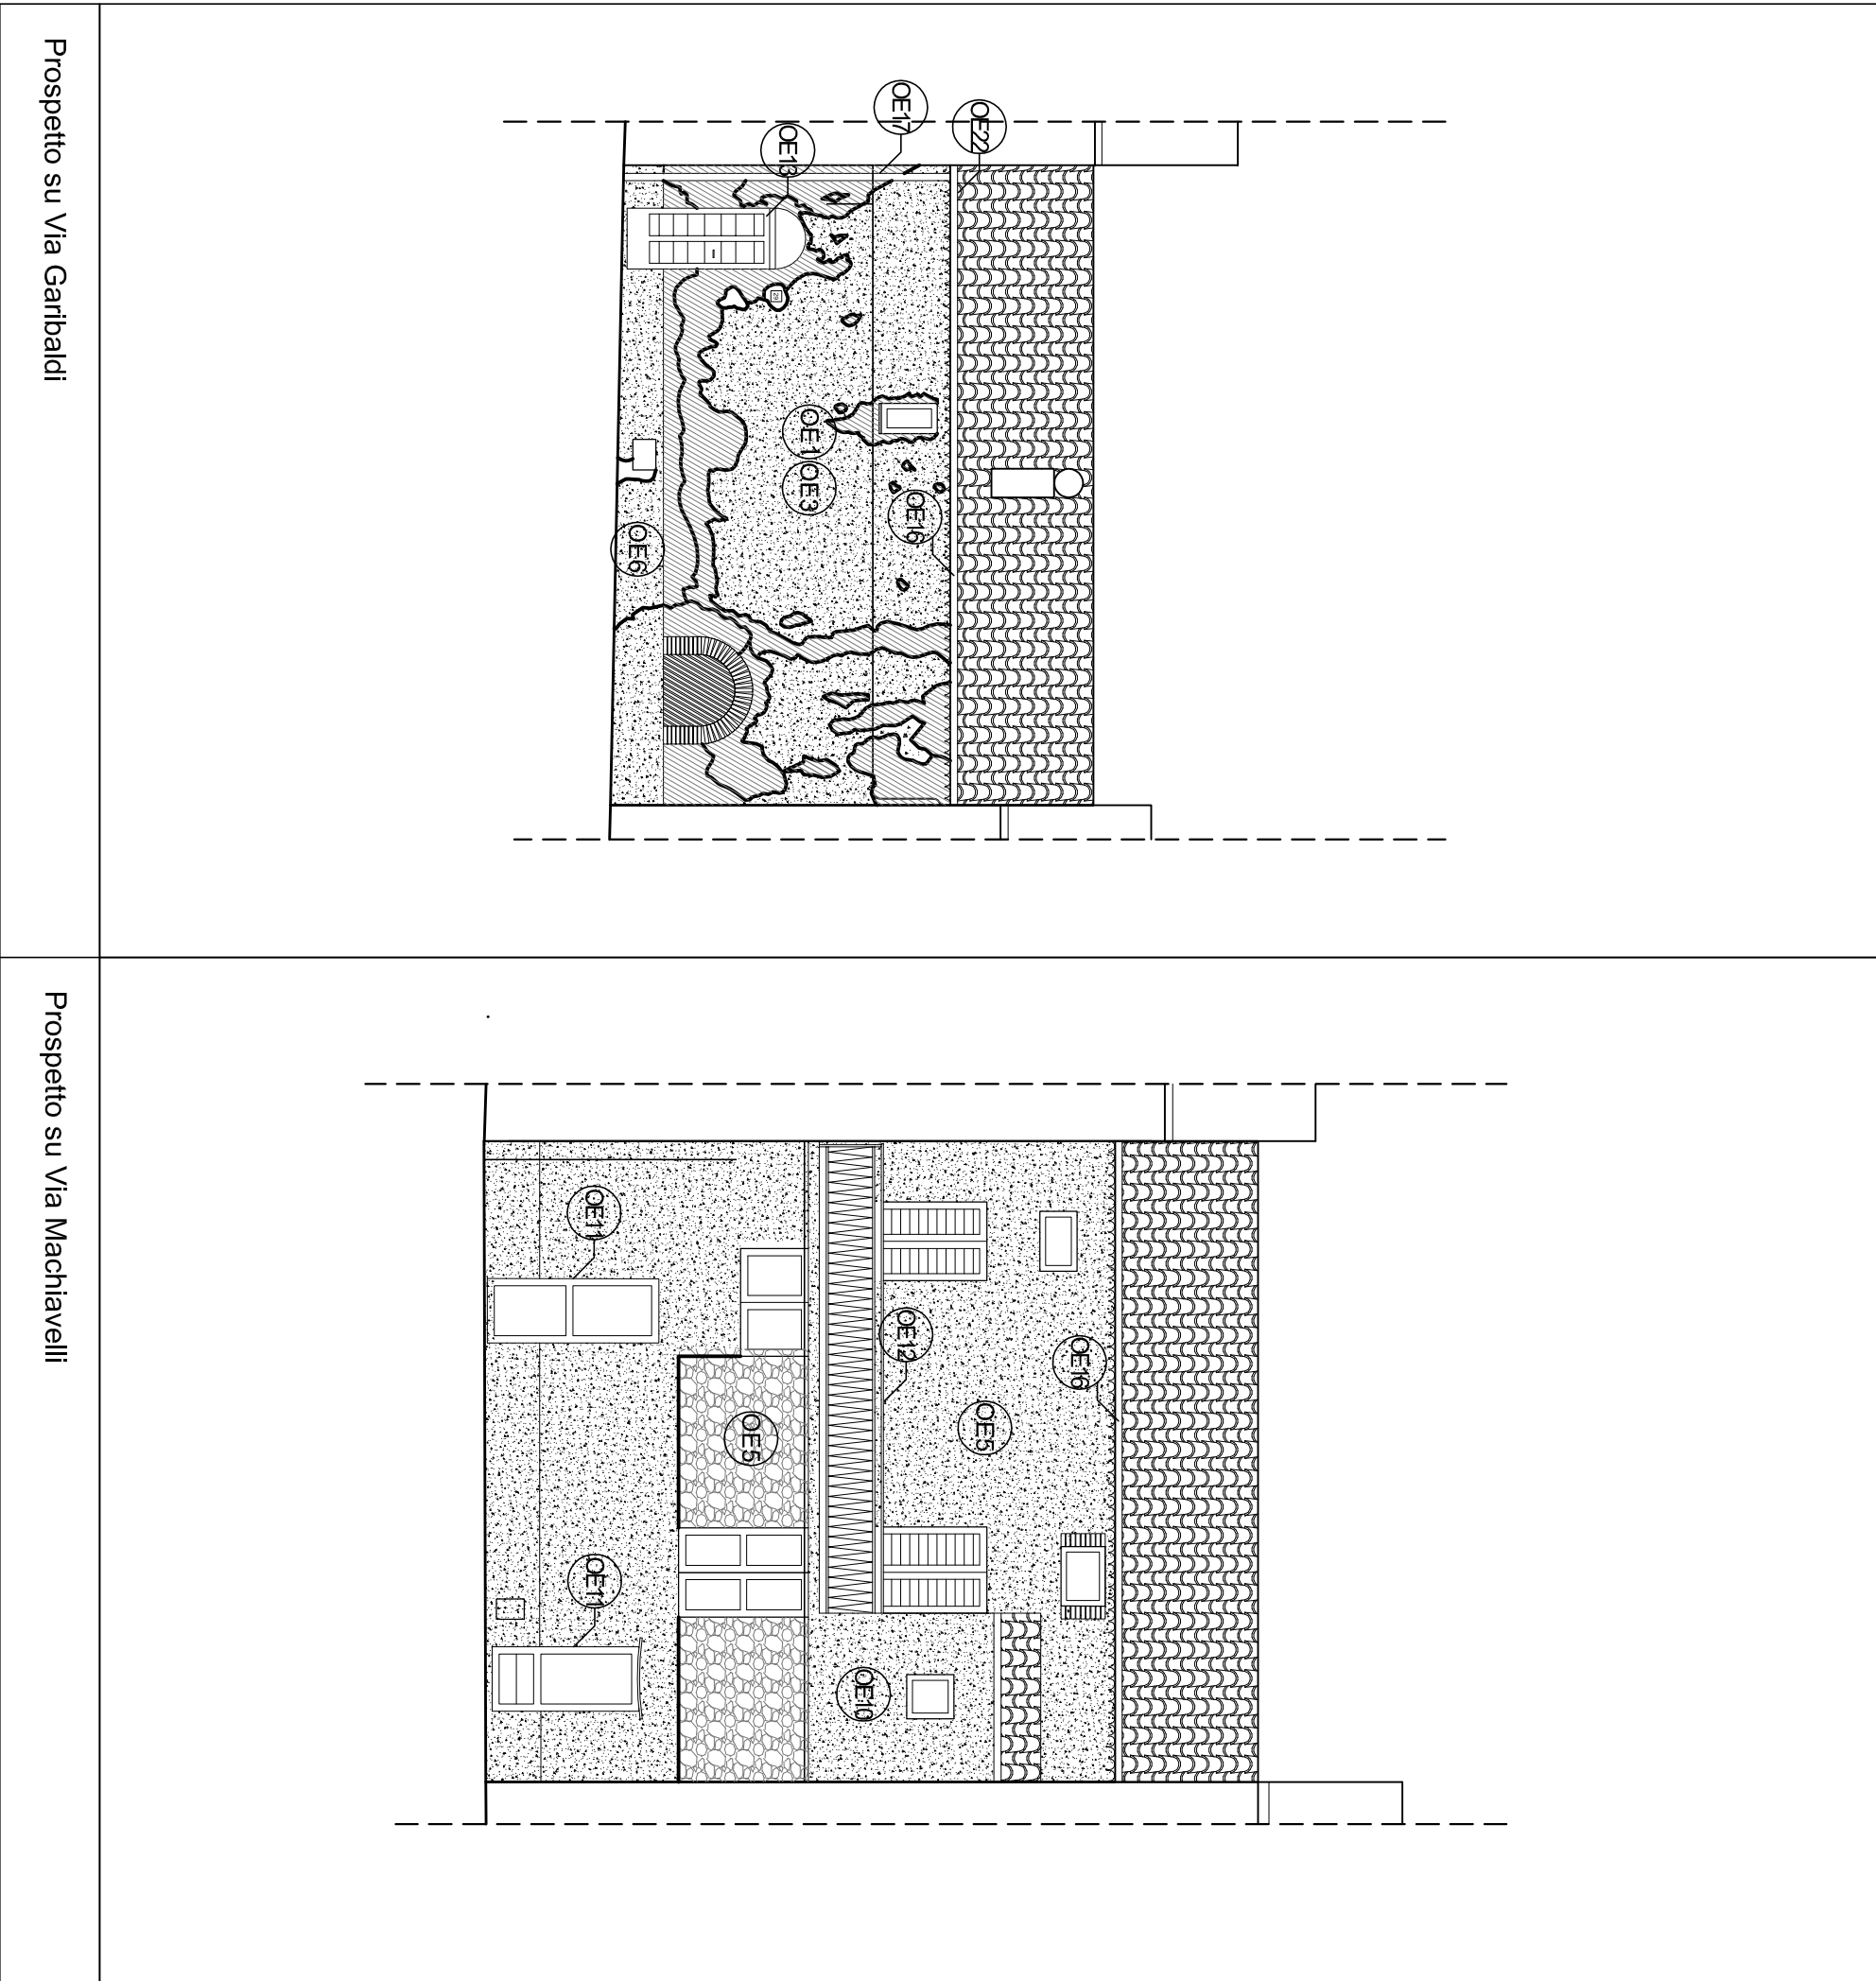 Prospetto su Via Garibaldi
OE22
OE17
OE13
OE1
OE3
OE16
OE6
29
Prospetto su Via Machiavelli
OE11
OE12
OE16
OE5
OE5
OE11
OE10